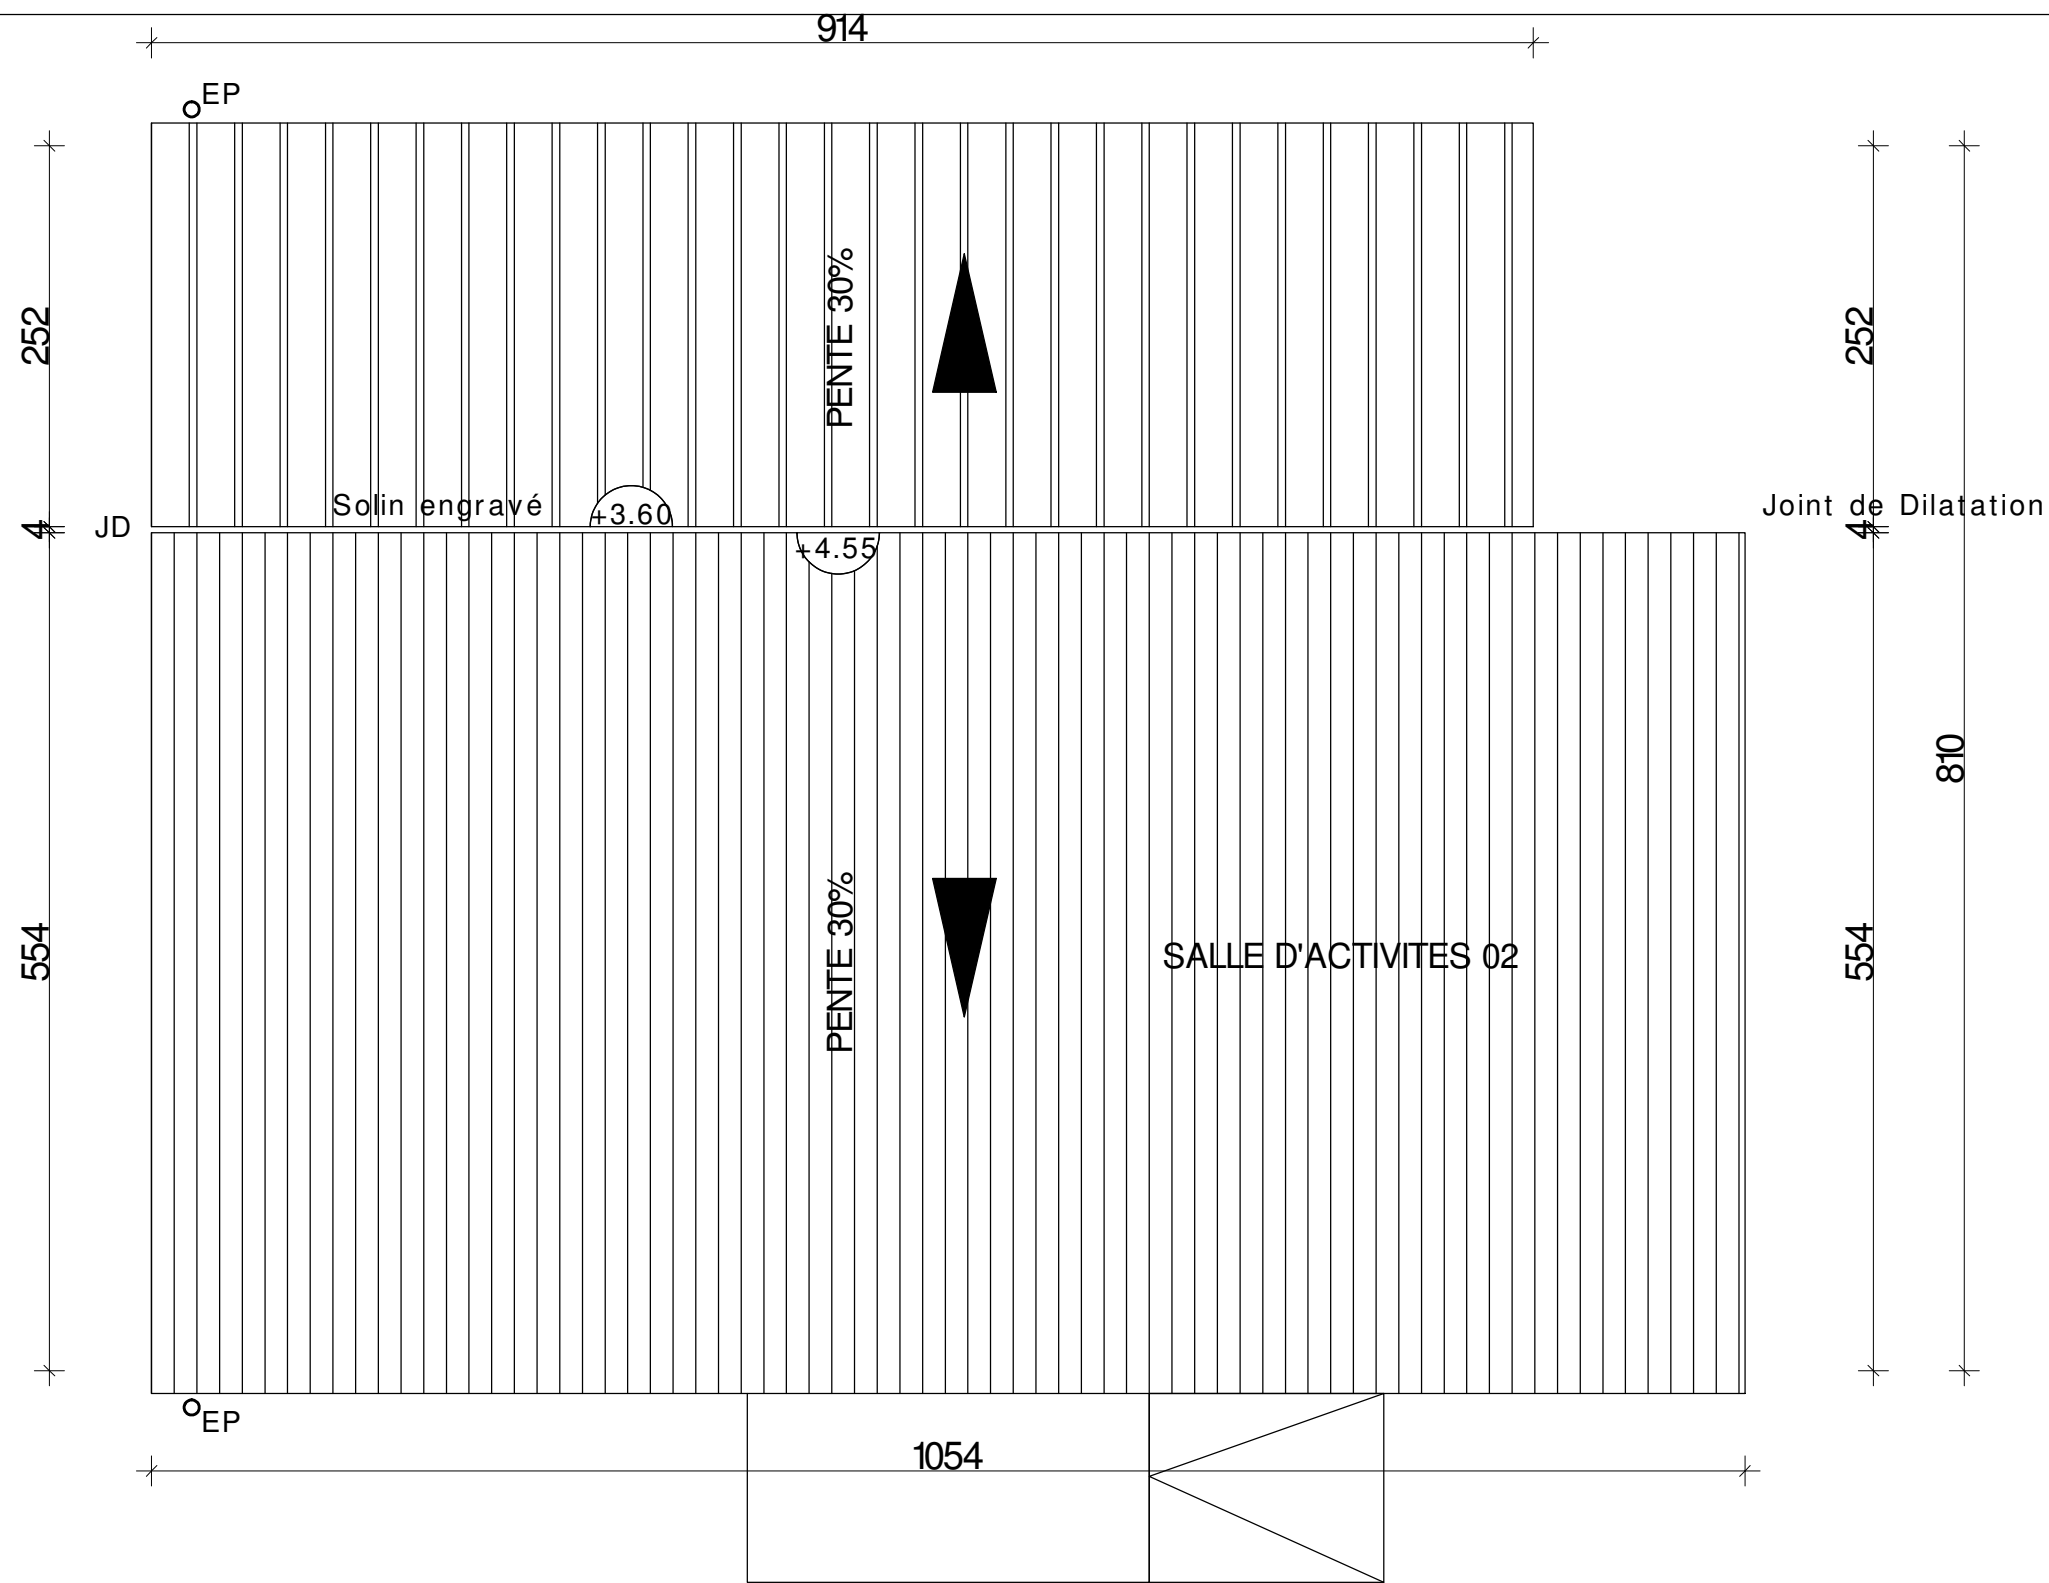 914
EP
252
PENTE 30%
252
Solin engravé
+3.60
Joint de Dilatation
4
JD
4
+4.55
810
554
PENTE 30%
SALLE D'ACTIVITES 02
554
EP
1054